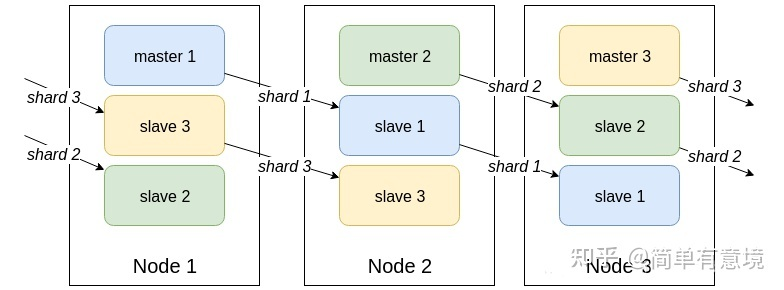 master 1
slave 3
slave 2
Node 1
master 2
slave 1
slave 3
Node 2
master 3
slave 2
slave 1
Node 3
shard 3
shard 2
shard 1
shard 3
shard 2
shard 1
shard 3
shard 2
知乎 @简单有意境